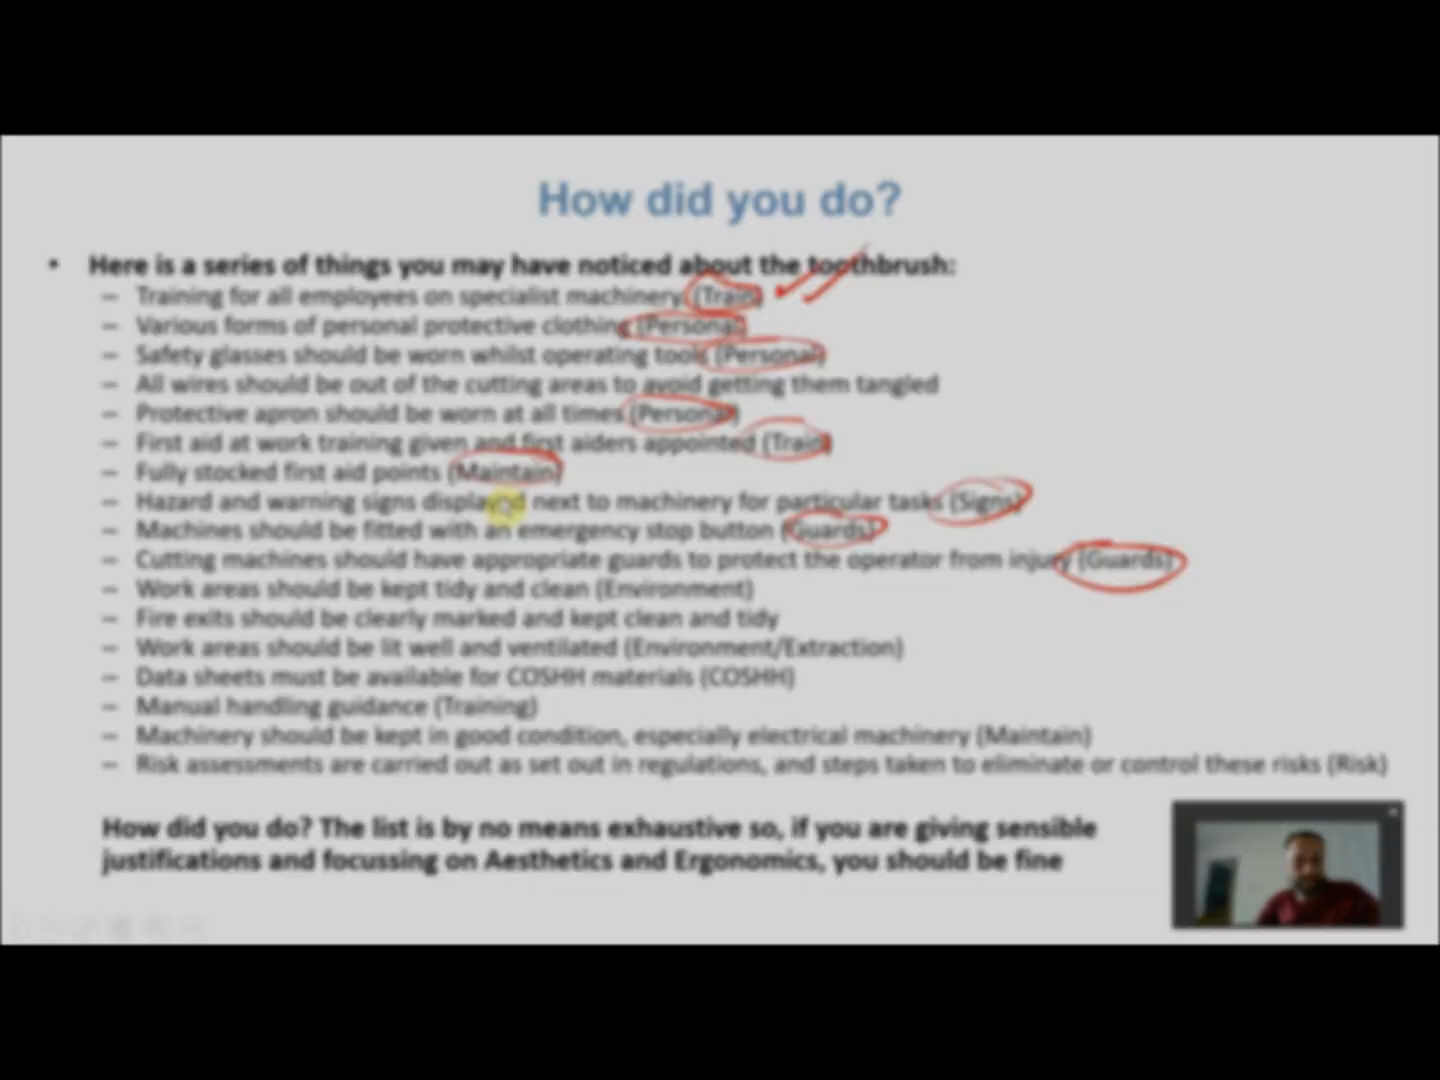 How did you do?
• Here is a series of things you may have noticed about the toothbrush:
– Training for all employees on specialist machinery (Train)
– Various forms of personal protective clothing (Personal)
– Safety glasses should be worn whilst operating tools (Personal)
– All wires should be out of the cutting areas to avoid getting them tangled
– Protective apron should be worn at all times (Personal)
– First aid at work training given and first aiders appointed (Train)
– Fully stocked first aid points (Maintain)
– Hazard and warning signs displayed next to machinery for particular tasks (Signs)
– Machines should be fitted with an emergency stop button (Guards)
– Cutting machines should have appropriate guards to protect the operator from injury (Guards)
– Work areas should be kept tidy and clean (Environment)
– Fire exits should be clearly marked and kept clean and tidy
– Work areas should be lit well and ventilated (Environment/Extraction)
– Data sheets must be available for COSHH materials (COSHH)
– Manual handling guidance (Training)
– Machinery should be kept in good condition, especially electrical machinery (Maintain)
– Risk assessments are carried out as set out in regulations, and steps taken to eliminate or control these risks (Risk)
How did you do? The list is by no means exhaustive so, if you are giving sensible
justifications and focussing on Aesthetics and Ergonomics, you should be fine